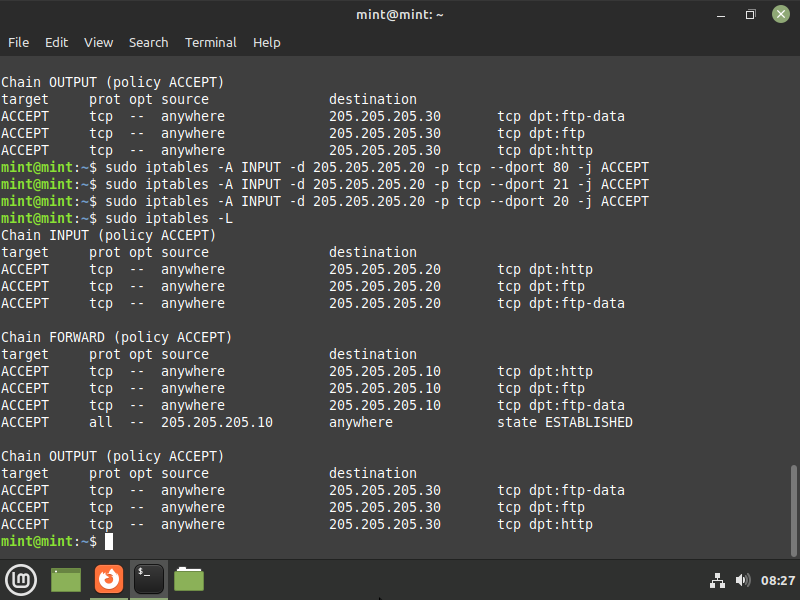 mint@mint: ~
File Edit View Search Terminal Help
Chain OUTPUT (policy ACCEPT)
target     prot opt source               destination
ACCEPT     tcp  --  anywhere             205.205.205.30       tcp dpt:ftp-data
ACCEPT     tcp  --  anywhere             205.205.205.30       tcp dpt:ftp
ACCEPT     tcp  --  anywhere             205.205.205.30       tcp dpt:http
mint@mint:~$ sudo iptables -A INPUT -d 205.205.205.20 -p tcp --dport 80 -j ACCEPT
mint@mint:~$ sudo iptables -A INPUT -d 205.205.205.20 -p tcp --dport 21 -j ACCEPT
mint@mint:~$ sudo iptables -A INPUT -d 205.205.205.20 -p tcp --dport 20 -j ACCEPT
mint@mint:~$ sudo iptables -L
Chain INPUT (policy ACCEPT)
target     prot opt source               destination
ACCEPT     tcp  --  anywhere             205.205.205.20       tcp dpt:http
ACCEPT     tcp  --  anywhere             205.205.205.20       tcp dpt:ftp
ACCEPT     tcp  --  anywhere             205.205.205.20       tcp dpt:ftp-data
Chain FORWARD (policy ACCEPT)
target     prot opt source               destination
ACCEPT     tcp  --  anywhere             205.205.205.10       tcp dpt:http
ACCEPT     tcp  --  anywhere             205.205.205.10       tcp dpt:ftp
ACCEPT     tcp  --  anywhere             205.205.205.10       tcp dpt:ftp-data
ACCEPT     all  --  205.205.205.10       anywhere             state ESTABLISHED
Chain OUTPUT (policy ACCEPT)
target     prot opt source               destination
ACCEPT     tcp  --  anywhere             205.205.205.30       tcp dpt:ftp-data
ACCEPT     tcp  --  anywhere             205.205.205.30       tcp dpt:ftp
ACCEPT     tcp  --  anywhere             205.205.205.30       tcp dpt:http
mint@mint:~$
$_
08:27